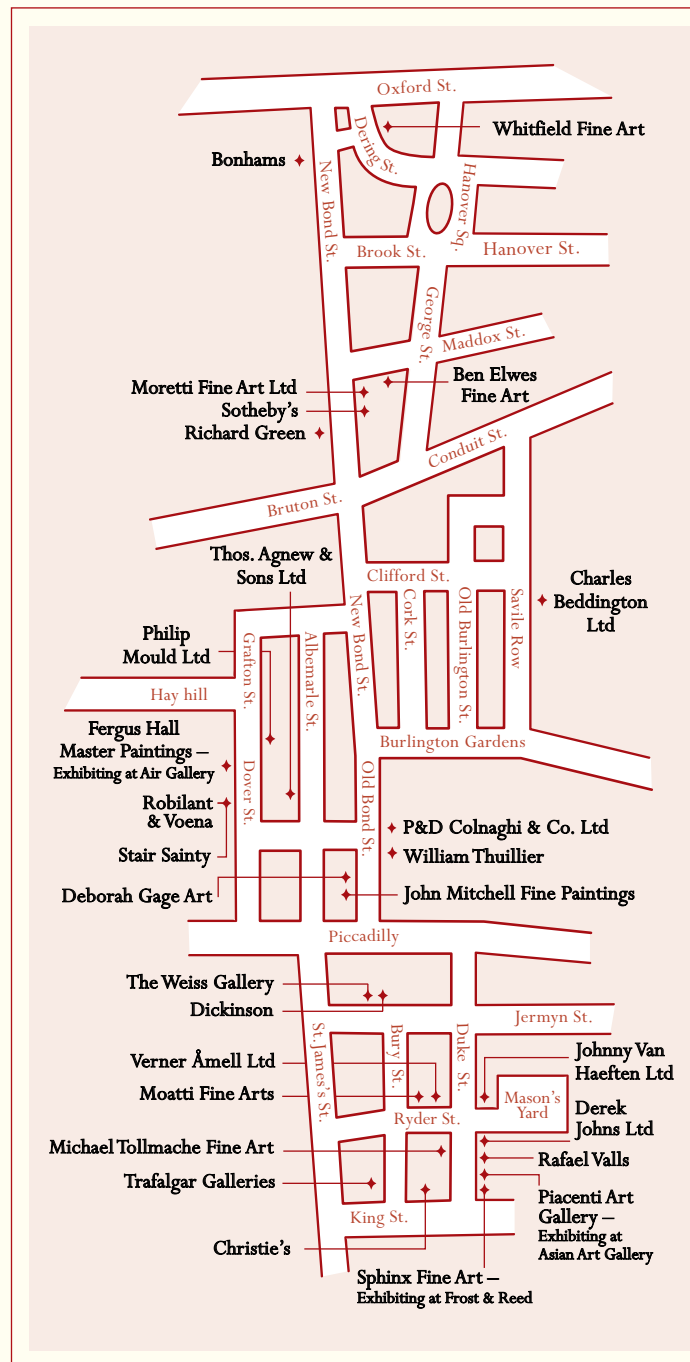 Oxford St.
Whitfield Fine Art
Dering St.
Bonhams
New Bond St.
Hanover Sq.
Brook St.
Hanover St.
George St.
Maddox St.
Moretti Fine Art Ltd
Ben Elwes
Fine Art
Sotheby's
Richard Green
Conduit St.
Bruton St.
Thos. Agnew &
Sons Ltd
Clifford St.
Charles
Beddington
Ltd
New Bond St.
Cork St.
Old Burlington St.
Savile Row
Philip
Mould Ltd
Grafton St.
Albemarle St.
Hay hill
Fergus Hall
Master Paintings –
Exhibiting at Air Gallery
Burlington Gardens
Dover St.
Old Bond St.
Robilant
& Voena
P&D Colnaghi & Co. Ltd
Stair Sainty
William Thuillier
Deborah Gage Art
John Mitchell Fine Paintings
Piccadilly
The Weiss Gallery
Dickinson
Jermyn St.
St.James's St.
Bury St.
Duke St.
Verner Åmell Ltd
Johnny Van
Haeften Ltd
Moatti Fine Arts
Mason's
Yard
Ryder St.
Derek
Johns Ltd
Michael Tollmache Fine Art
Rafael Valls
Trafalgar Galleries
Piacenti Art
Gallery –
Exhibiting at
Asian Art Gallery
King St.
Christie's
Sphinx Fine Art –
Exhibiting at Frost & Reed